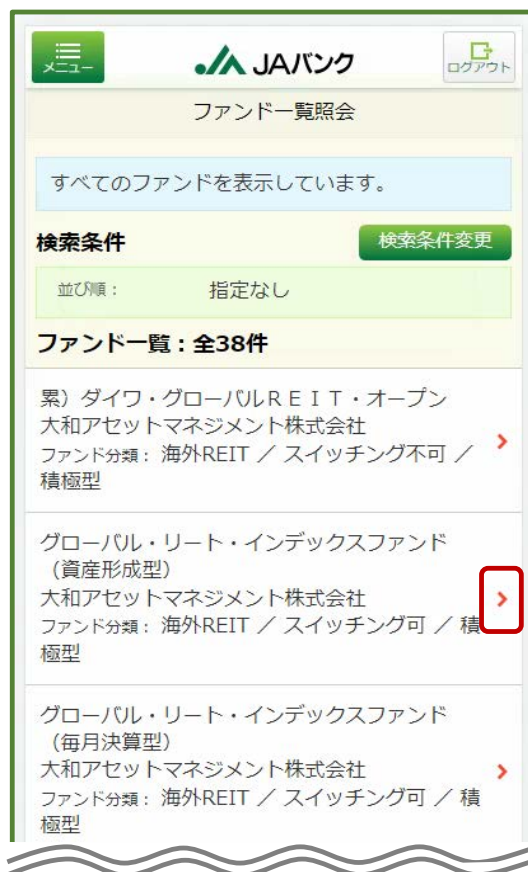 メニュー
JAバンク
ログアウト
ファンド一覧照会
すべてのファンドを表示しています。
検索条件
検索条件変更
並び順： 指定なし
ファンド一覧：全38件
累）ダイワ・グローバルＲＥＩＴ・オープン
大和アセットマネジメント株式会社
ファンド分類： 海外REIT ／ スイッチング不可 ／
積極型
グローバル・リート・インデックスファンド
（資産形成型）
大和アセットマネジメント株式会社
ファンド分類： 海外REIT ／ スイッチング可 ／ 積
極型
グローバル・リート・インデックスファンド
（毎月決算型）
大和アセットマネジメント株式会社
ファンド分類： 海外REIT ／ スイッチング可 ／ 積
極型